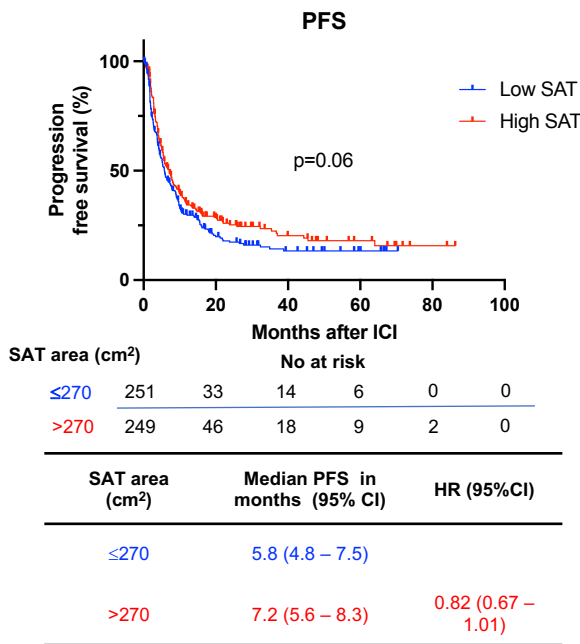 PFS
Progression
free survival (%)
100
50
0
Low SAT
High SAT
p=0.06
0 20 40 60 80 100
Months after ICI
SAT area (cm²)
No at risk
≤270 251 33 14 6 0 0
>270 249 46 18 9 2 0
SAT area
(cm²)
Median PFS in
months (95% CI)
HR (95%CI)
≤270 5.8 (4.8 – 7.5)
>270 7.2 (5.6 – 8.3) 0.82 (0.67 –
1.01)